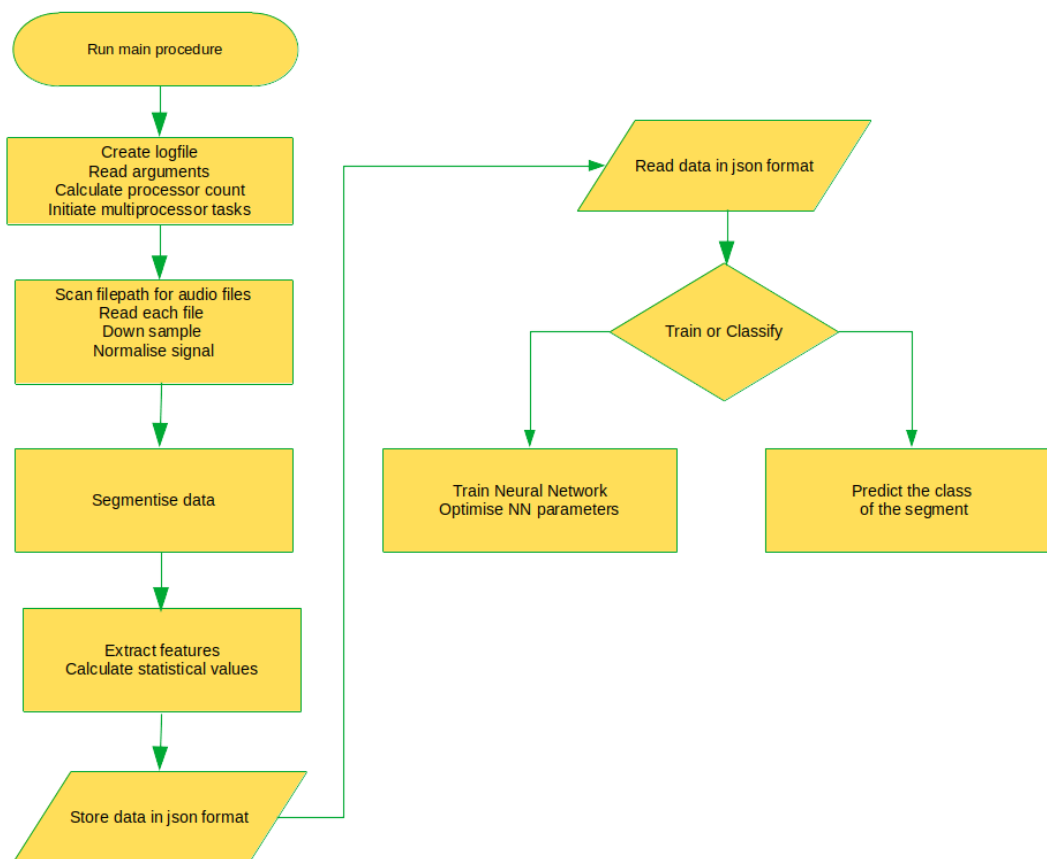 Run main procedure
Create logfile
Read arguments
Calculate processor count
Initiate multiprocessor tasks
Scan filepath for audio files
Read each file
Down sample
Normalise signal
Segmentise data
Extract features
Calculate statistical values
Store data in json format
Read data in json format
Train or Classify
Train Neural Network
Optimise NN parameters
Predict the class
of the segment